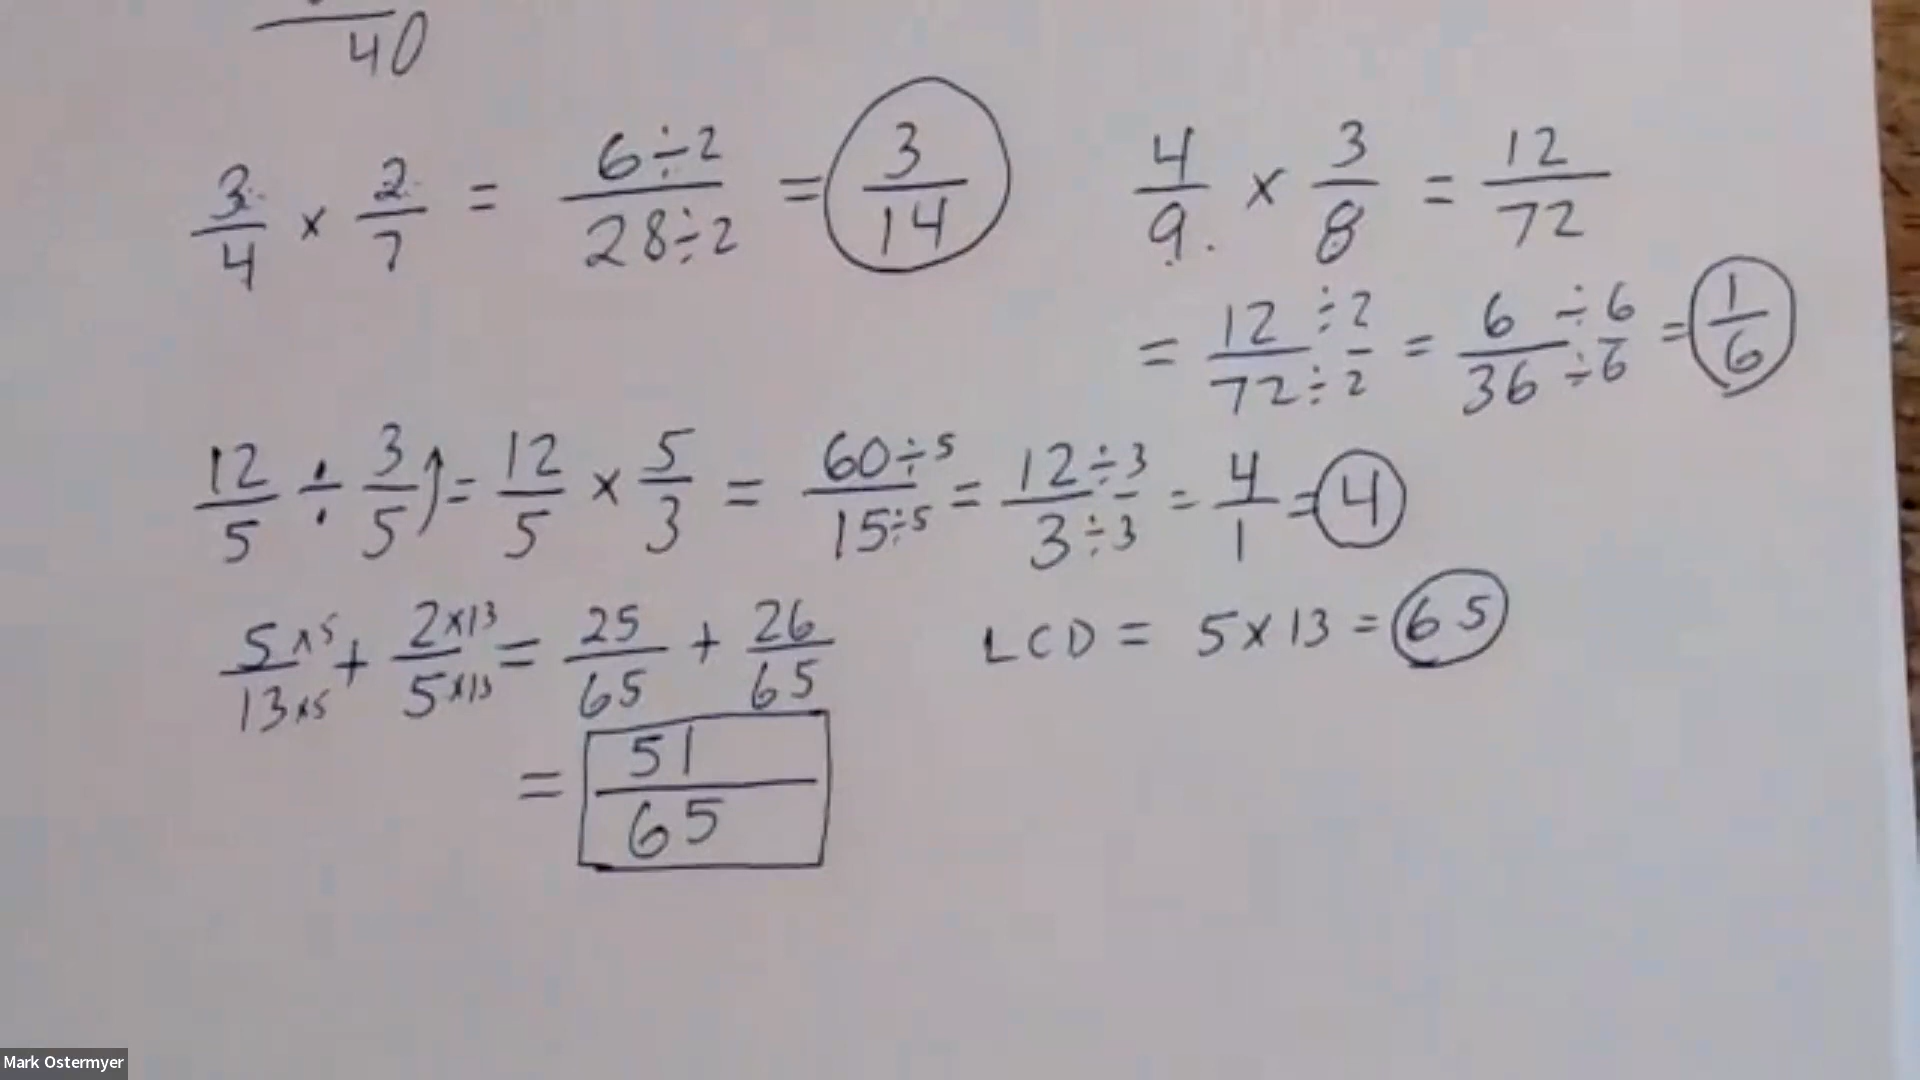 40
3/4 × 2/7 = 6÷2/28÷2 = 3/14
4/9 × 3/8 = 12/72
= 12÷2/72÷2 = 6÷6/36÷6 = 1/6
12/5 ÷ 3/5 = 12/5 × 5/3 = 60÷5/15÷5 = 12÷3/3÷3 = 4/1 = 4
5×5/13×5 + 2×13/5×13 = 25/65 + 26/65
LCD = 5×13 = 65
= 51/65
Mark Ostermyer